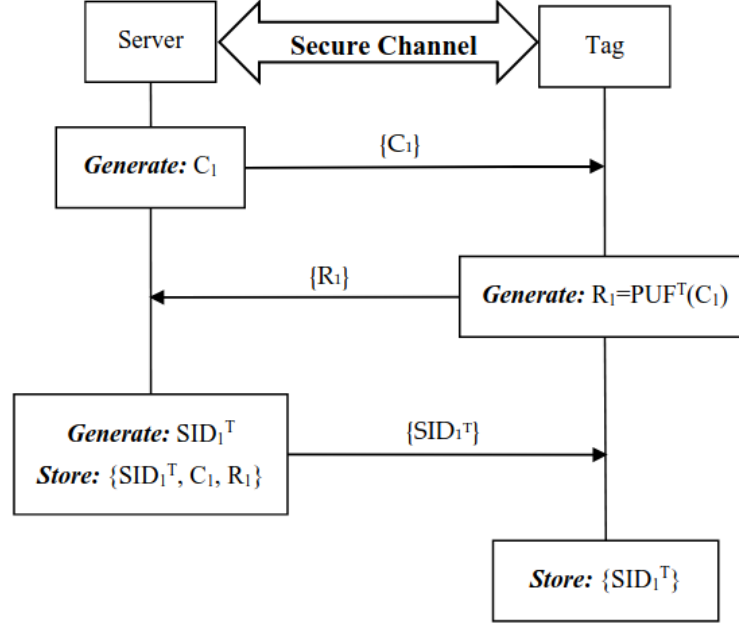 Server
Secure Channel
Tag
Generate: C₁
{C₁}
{R₁}
Generate: R₁=PUFᵀ(C₁)
Generate: SID₁ᵀ
Store: {SID₁ᵀ, C₁, R₁}
{SID₁ᵀ}
Store: {SID₁ᵀ}